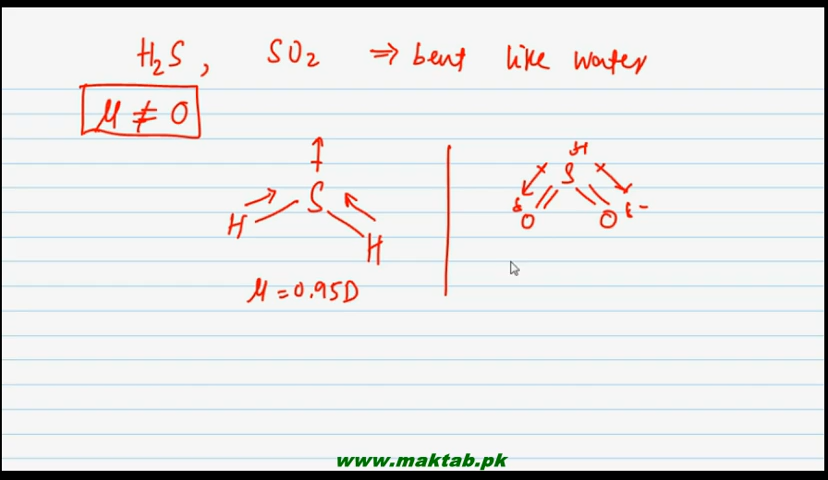 H₂S, SO₂ ⇒ bent like water
μ ≠ 0
S
H
H
μ = 0.95D
S
O
O
δ-
www.maktab.pk